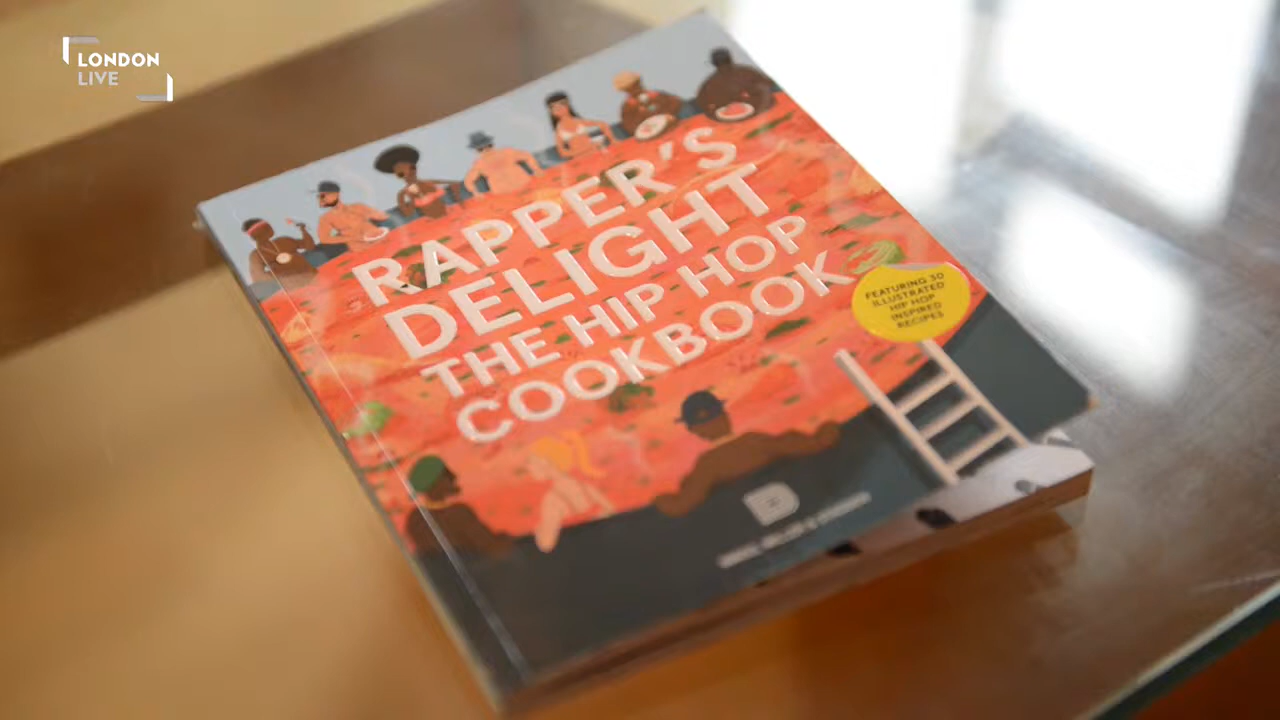 LONDON
LIVE
RAPPER'S
DELIGHT
THE HIP HOP
COOKBOOK
FEATURING 30
ILLUSTRATED
HIP HOP
INSPIRED
RECIPES